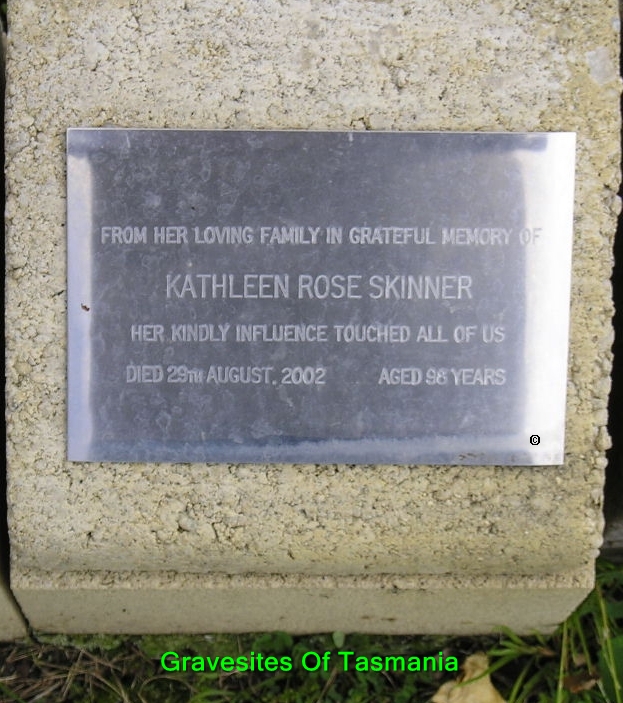 FROM HER LOVING FAMILY IN GRATEFUL MEMORY OF
KATHLEEN ROSE SKINNER
HER KINDLY INFLUENCE TOUCHED ALL OF US
DIED 29TH AUGUST, 2002 AGED 96 YEARS
©
Gravesites Of Tasmania